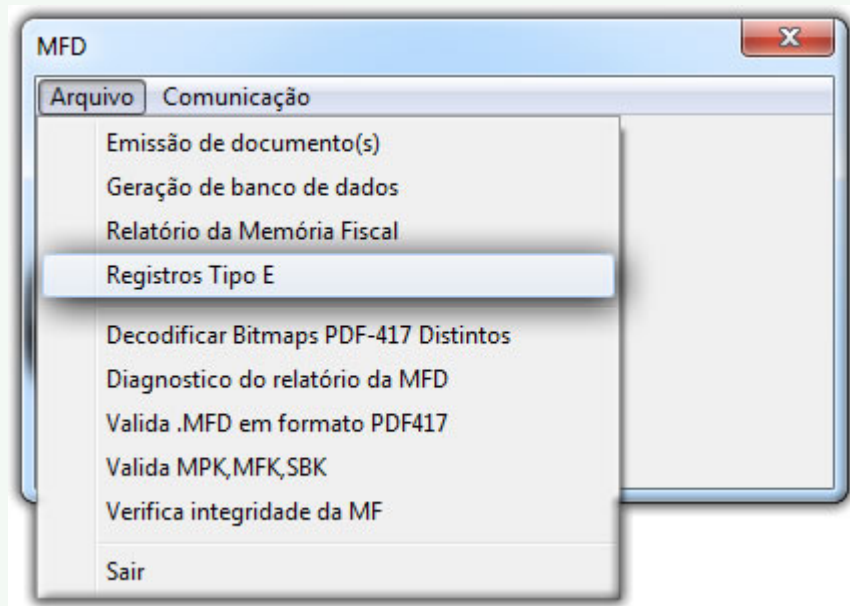 MFD
Arquivo Comunicação
Emissão de documento(s)
Geração de banco de dados
Relatório da Memória Fiscal
Registros Tipo E
Decodificar Bitmaps PDF-417 Distintos
Diagnostico do relatório da MFD
Valida .MFD em formato PDF417
Valida MPK,MFK,SBK
Verifica integridade da MF
Sair